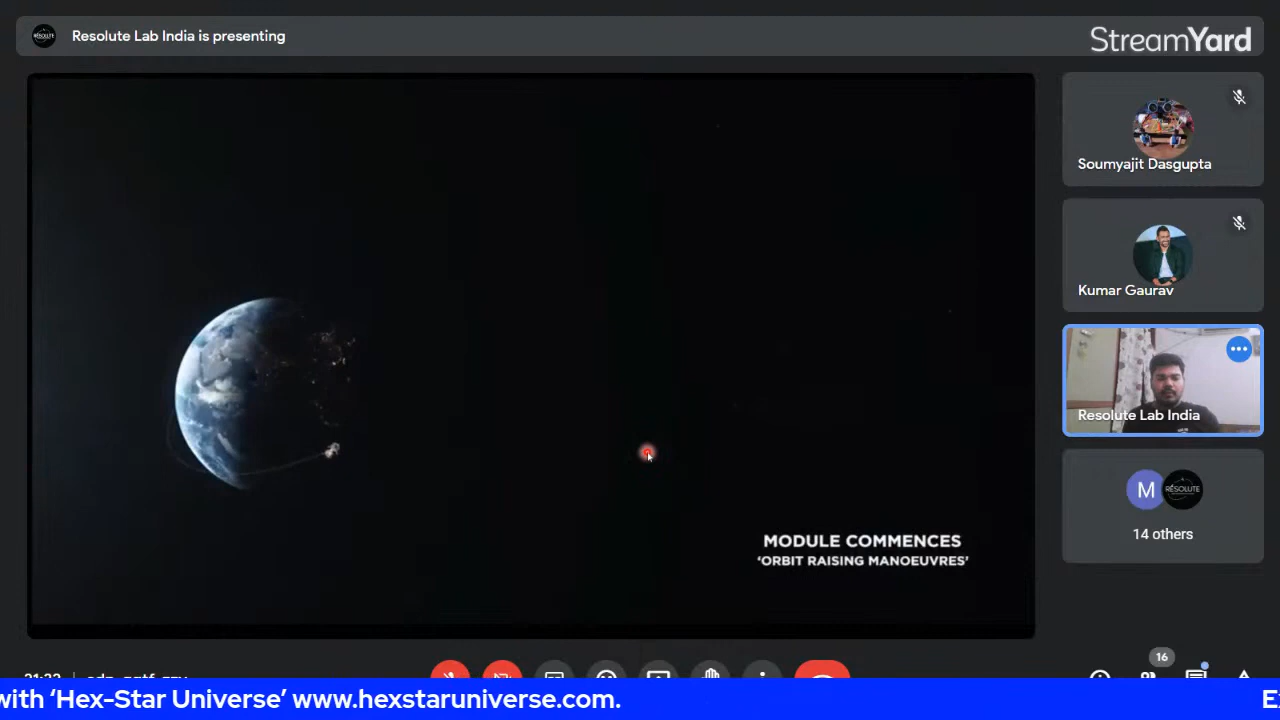 Resolute Lab India is presenting
StreamYard
Soumyajit Dasgupta
Kumar Gaurav
Resolute Lab India
M
RESOLUTE
14 others
MODULE COMMENCES
‘ORBIT RAISING MANOEUVRES’
16
with ‘Hex-Star Universe’ www.hexstaruniverse.com.